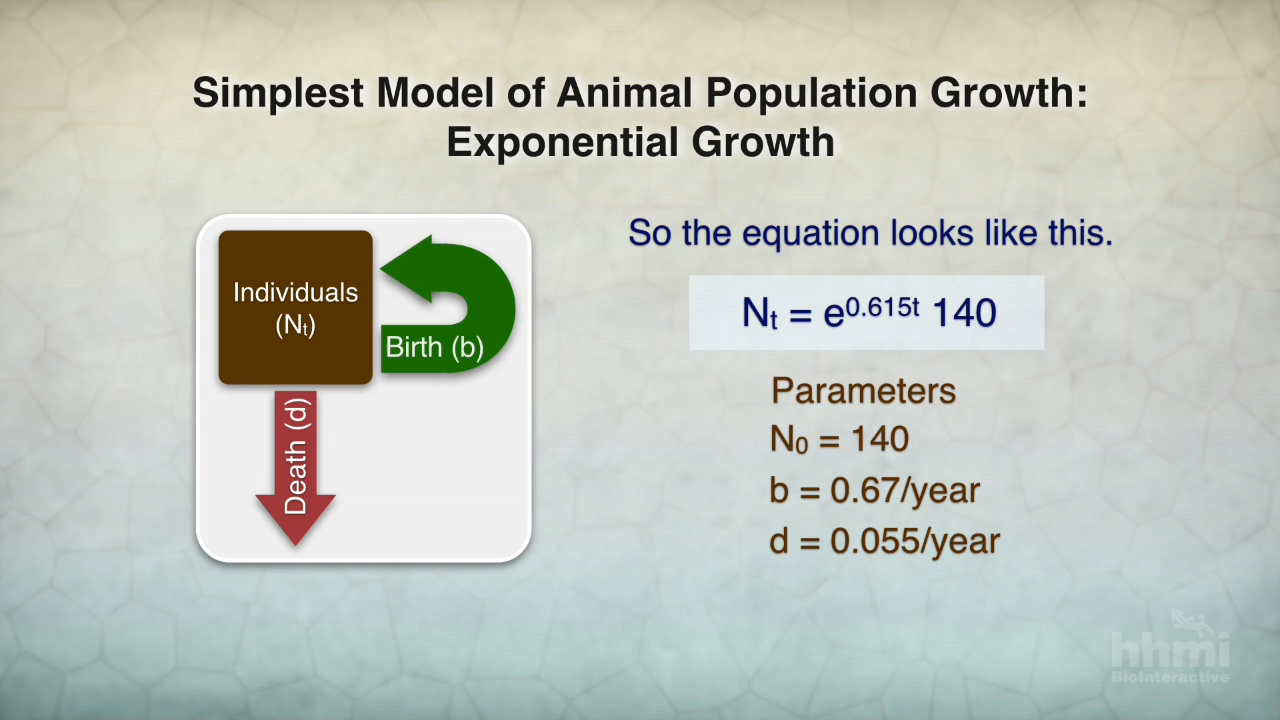 Simplest Model of Animal Population Growth:
Exponential Growth
Individuals
(Nt)
Birth (b)
Death (d)
So the equation looks like this.
Nₜ = e⁰·⁶¹⁵ᵗ 140
Parameters
N₀ = 140
b = 0.67/year
d = 0.055/year
hhmi
BioInteractive